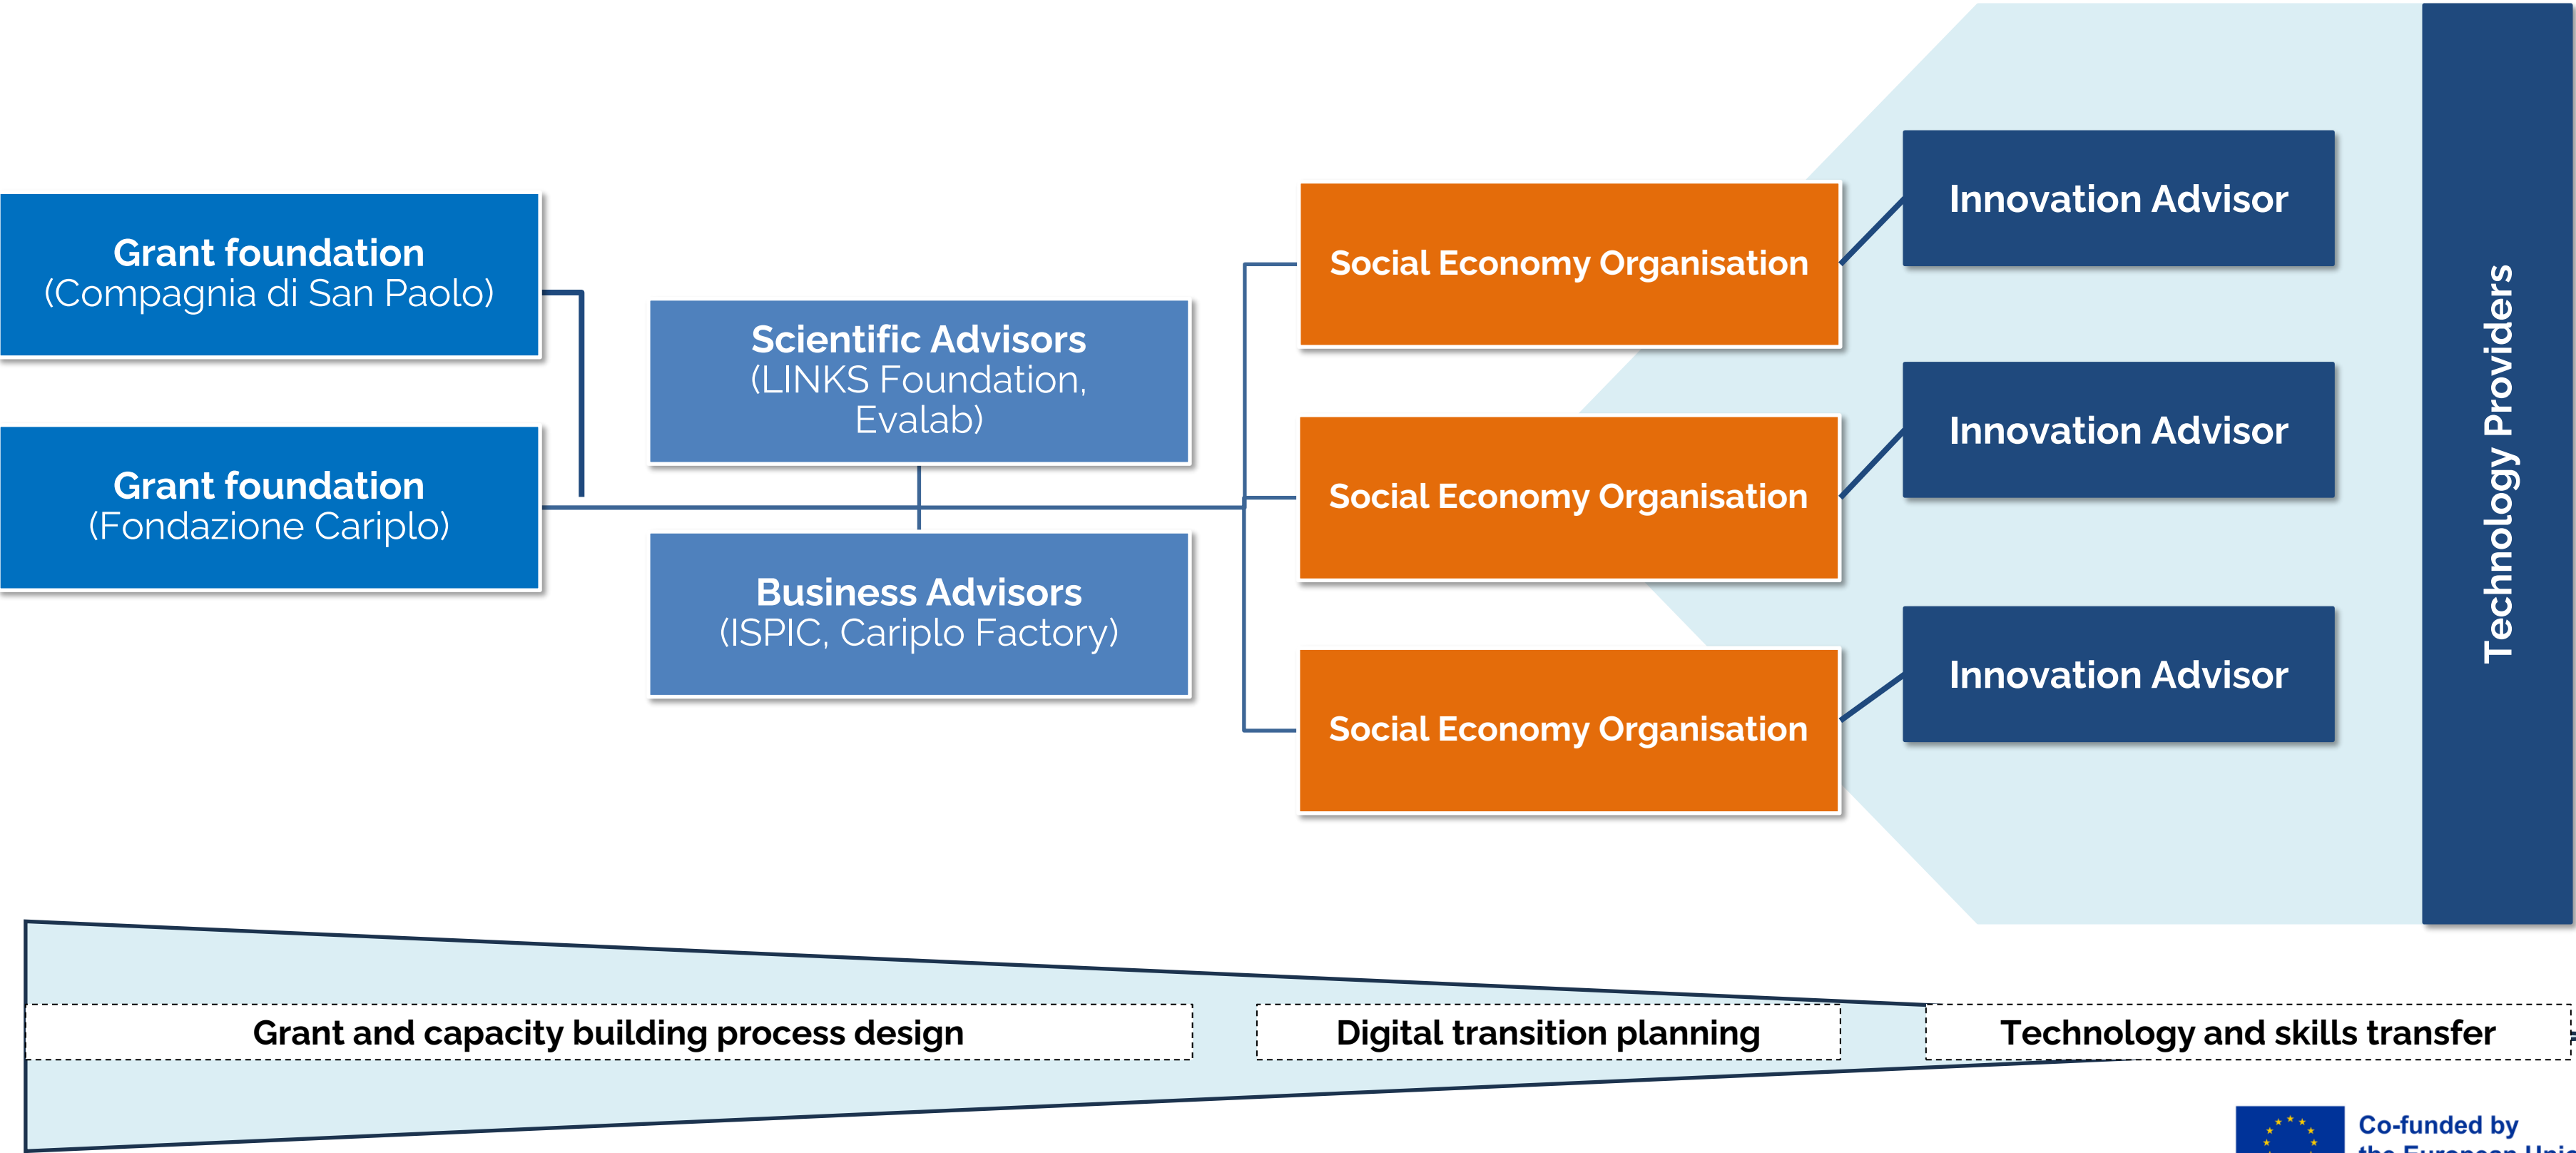 Grant foundation
(Compagnia di San Paolo)
Grant foundation
(Fondazione Cariplo)
Scientific Advisors
(LINKS Foundation,
Evalab)
Business Advisors
(ISPIC, Cariplo Factory)
Social Economy Organisation
Social Economy Organisation
Social Economy Organisation
Innovation Advisor
Innovation Advisor
Innovation Advisor
Technology Providers
Grant and capacity building process design
Digital transition planning
Technology and skills transfer
Co-funded by
the European